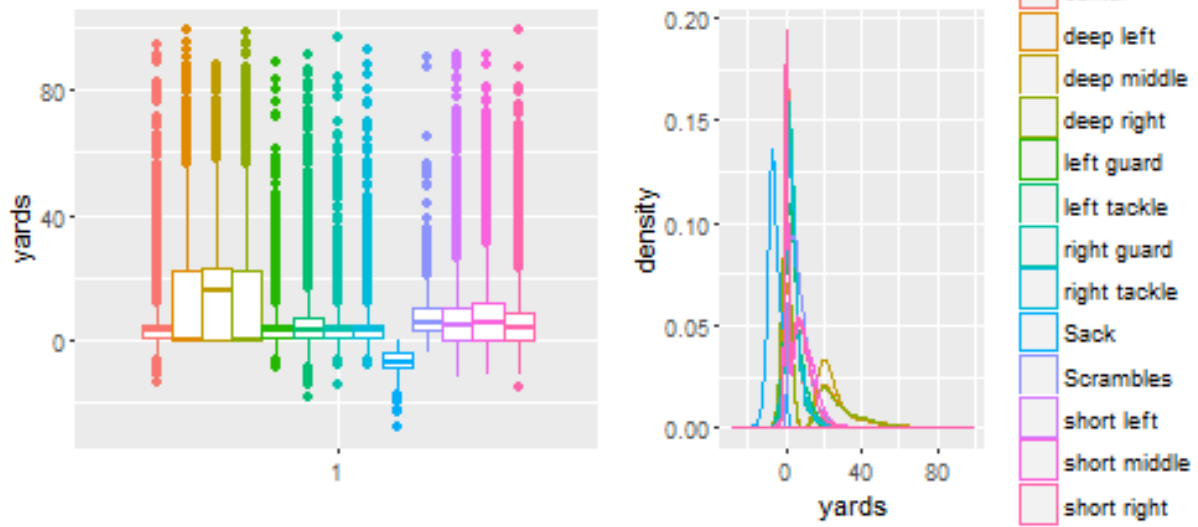 yards
80
40
0
1
density
0.20
0.15
0.10
0.05
0.00
0
40
80
yards
deep left
deep middle
deep right
left guard
left tackle
right guard
right tackle
Sack
Scrambles
short left
short middle
short right